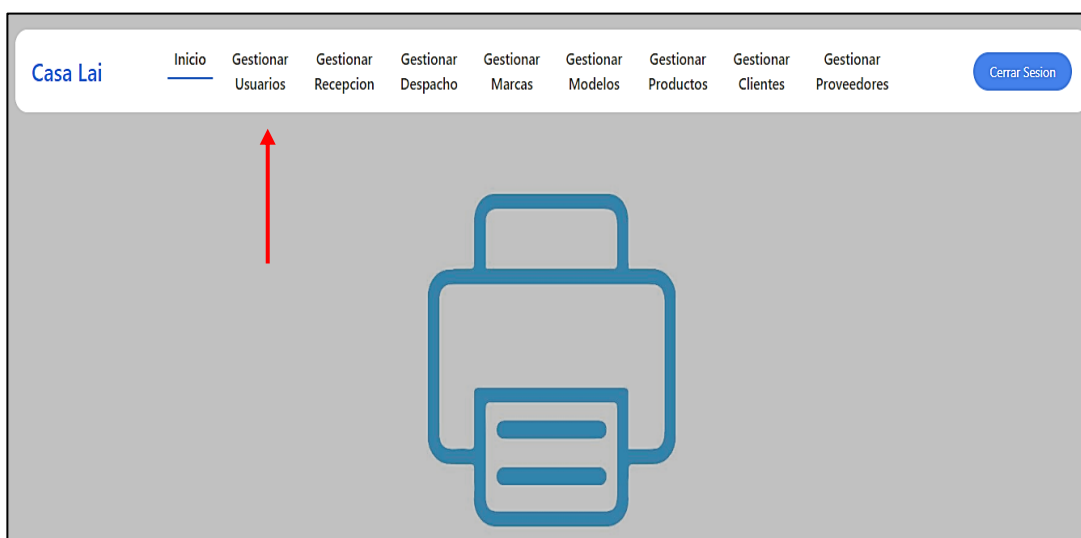 Casa Lai
Inicio
Gestionar
Usuarios
Gestionar
Recepcion
Gestionar
Despacho
Gestionar
Marcas
Gestionar
Modelos
Gestionar
Productos
Gestionar
Clientes
Gestionar
Proveedores
Cerrar Sesion